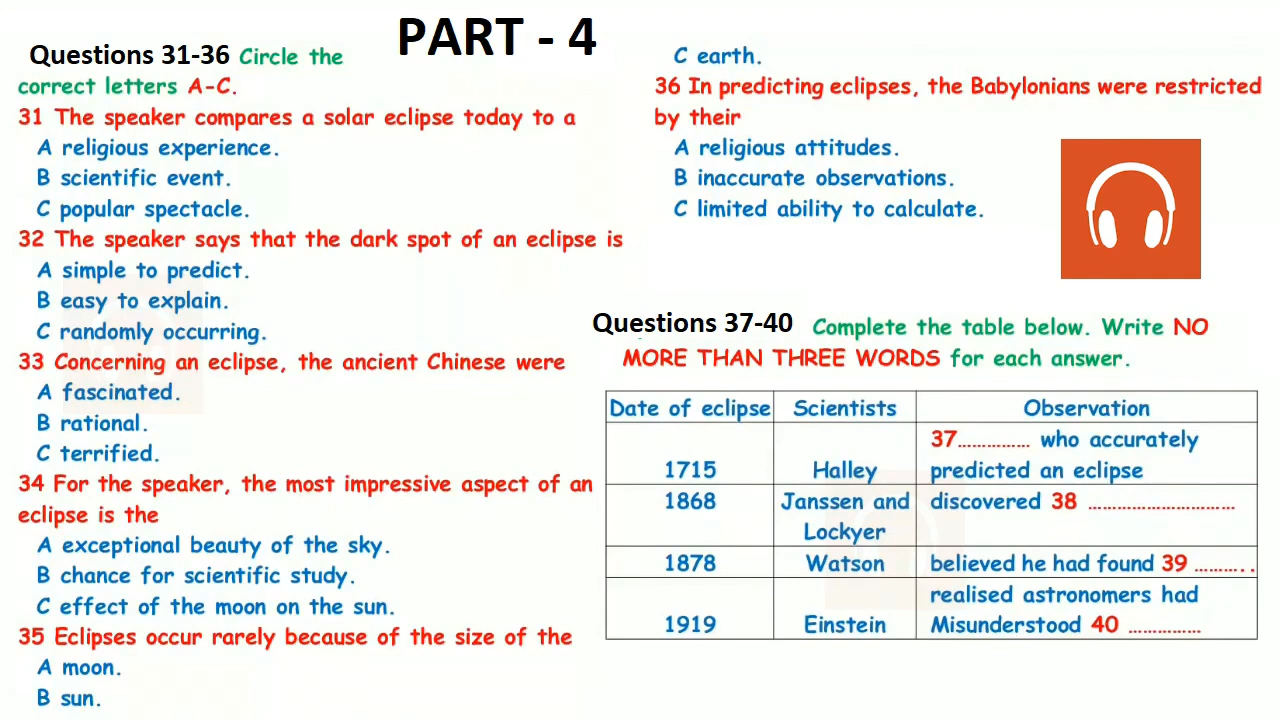 PART - 4
Questions 31-36 Circle the
correct letters A-C.
31 The speaker compares a solar eclipse today to a
A religious experience.
B scientific event.
C popular spectacle.
32 The speaker says that the dark spot of an eclipse is
A simple to predict.
B easy to explain.
C randomly occurring.
33 Concerning an eclipse, the ancient Chinese were
A fascinated.
B rational.
C terrified.
34 For the speaker, the most impressive aspect of an
eclipse is the
A exceptional beauty of the sky.
B chance for scientific study.
C effect of the moon on the sun.
35 Eclipses occur rarely because of the size of the
A moon.
B sun.
C earth.
36 In predicting eclipses, the Babylonians were restricted
by their
A religious attitudes.
B inaccurate observations.
C limited ability to calculate.
Questions 37-40 Complete the table below. Write NO
MORE THAN THREE WORDS for each answer.
Date of eclipse Scientists Observation
37…………… who accurately
1715 Halley predicted an eclipse
1868 Janssen and discovered 38 …………………………
Lockyer
1878 Watson believed he had found 39 ………..
realised astronomers had
1919 Einstein Misunderstood 40 ……………